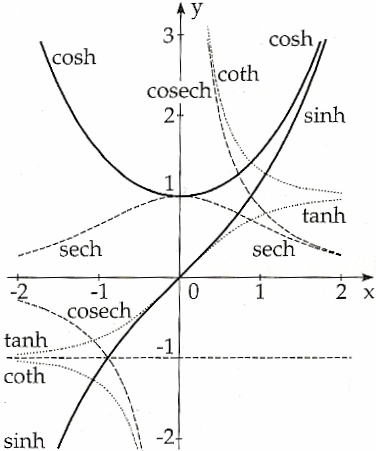 y
3
cosh
cosh
coth
cosech
2
sinh
1
tanh
sech
sech
-2
-1
0
1
2
x
cosech
tanh
-1
coth
sinh
-2